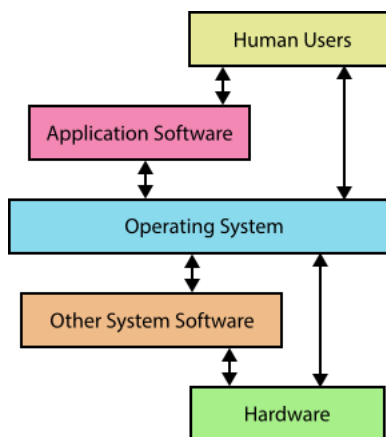 Human Users
Application Software
Operating System
Other System Software
Hardware